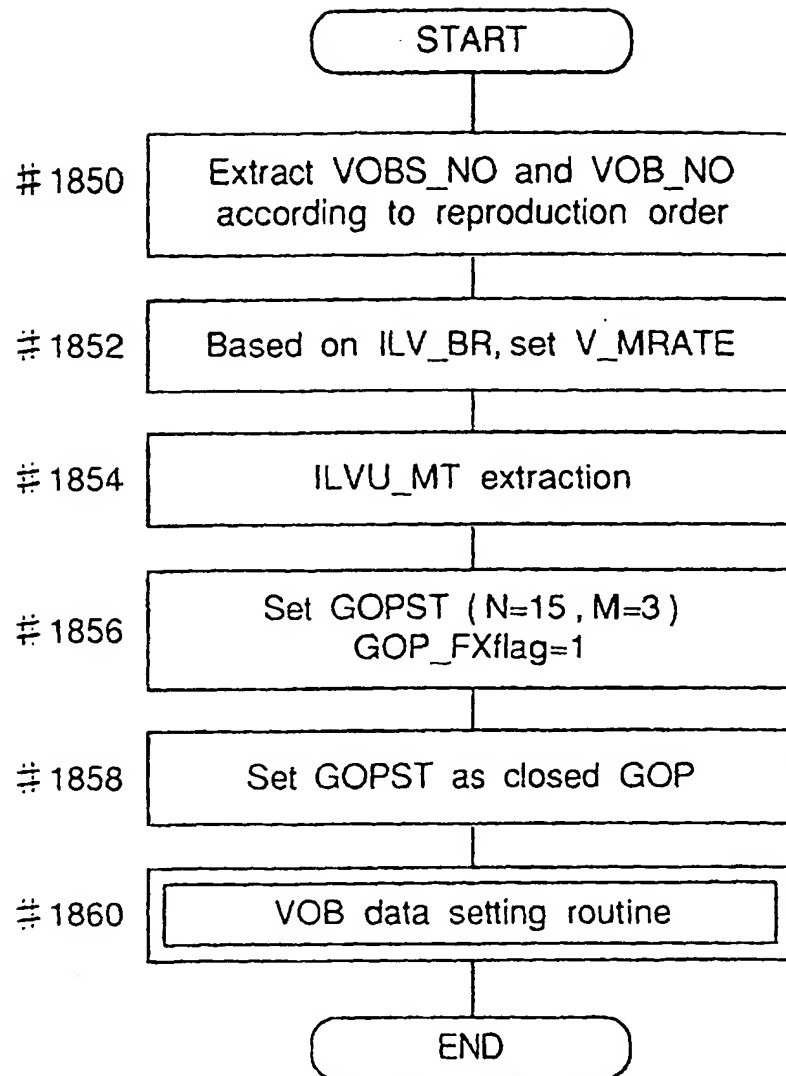 START
#1850
Extract VOBS_NO and VOB_NO
according to reproduction order
#1852
Based on ILV_BR, set V_MRATE
#1854
ILVU_MT extraction
#1856
Set GOPST (N=15, M=3)
GOP_FXflag=1
#1858
Set GOPST as closed GOP
#1860
VOB data setting routine
END